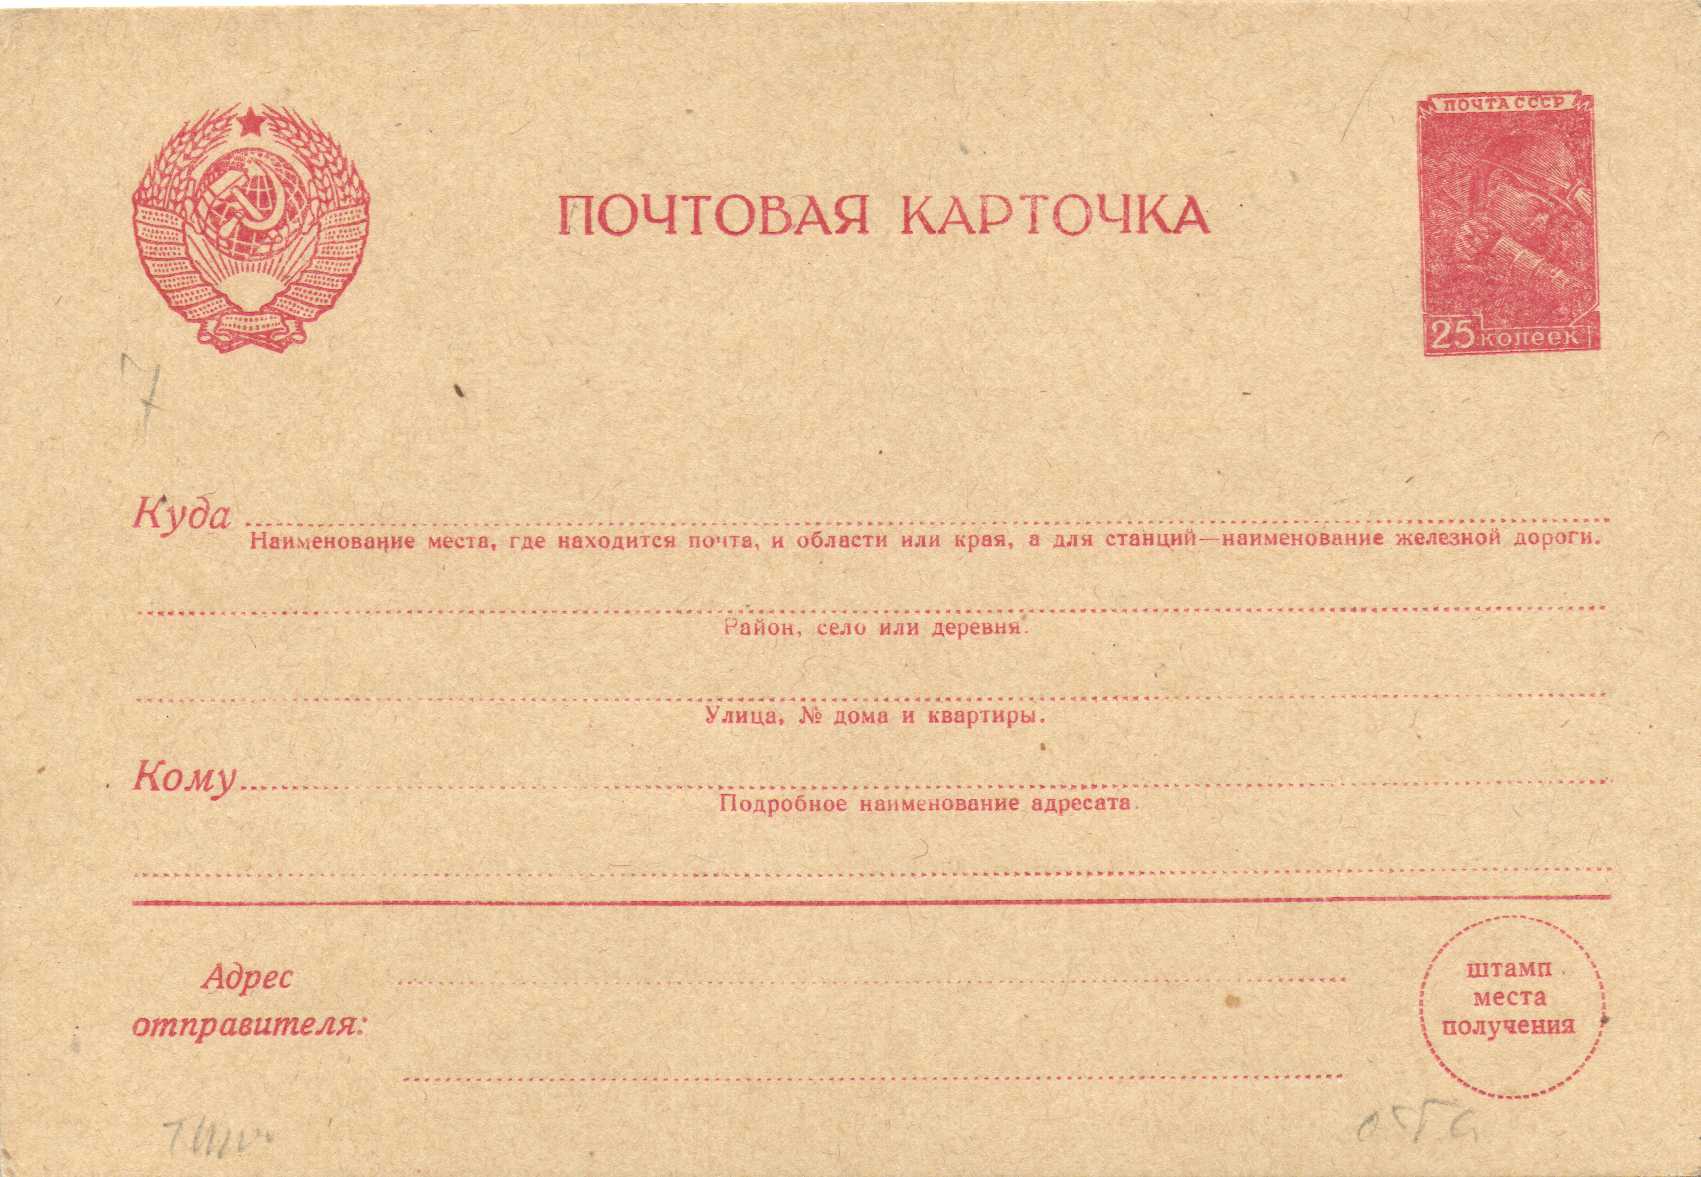 ПОЧТА СССР
ПОЧТОВАЯ КАРТОЧКА
25 копеек
7
Куда
Наименование места, где находится почта, и области или края, а для станций—наименование железной дороги.
Район, село или деревня.
Улица, № дома и квартиры.
Кому
Подробное наименование адресата.
Адрес
отправителя:
штамп
места
получения